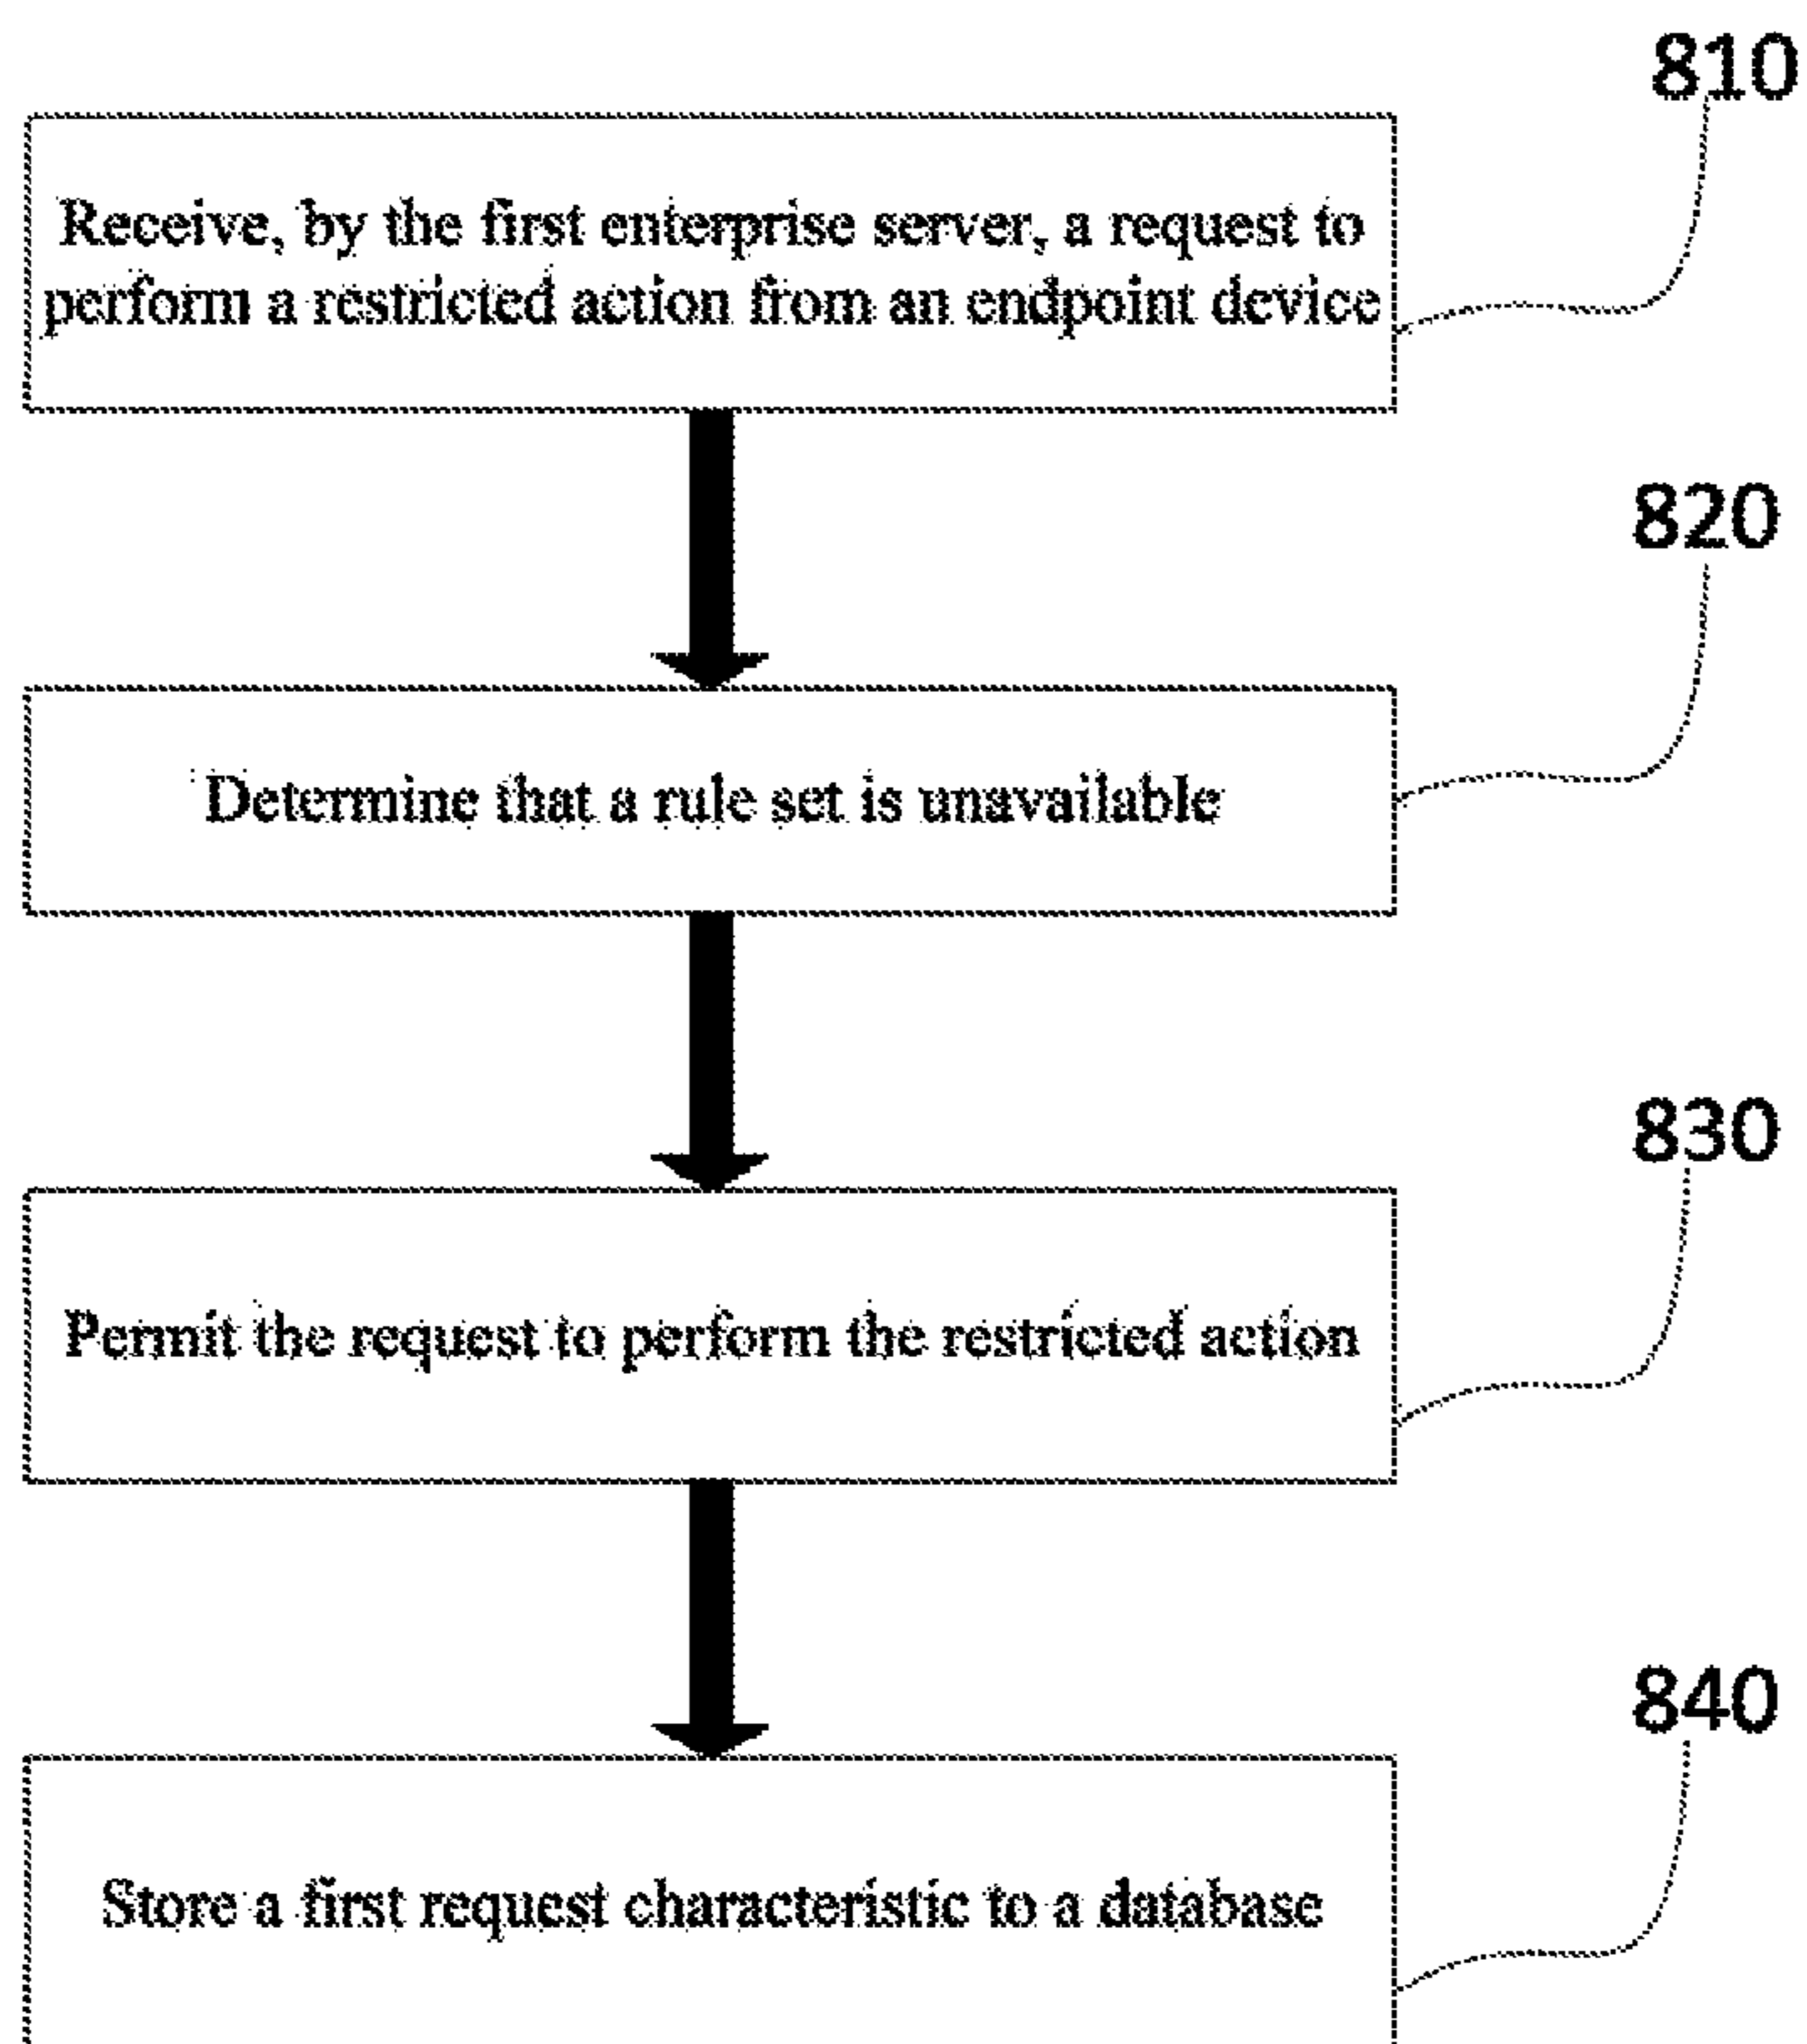 810
Receive, by the first enterprise server, a request to
perform a restricted action from an endpoint device
820
Determine that a rule set is unavailable
830
Permit the request to perform the restricted action
840
Store a first request characteristic to a database